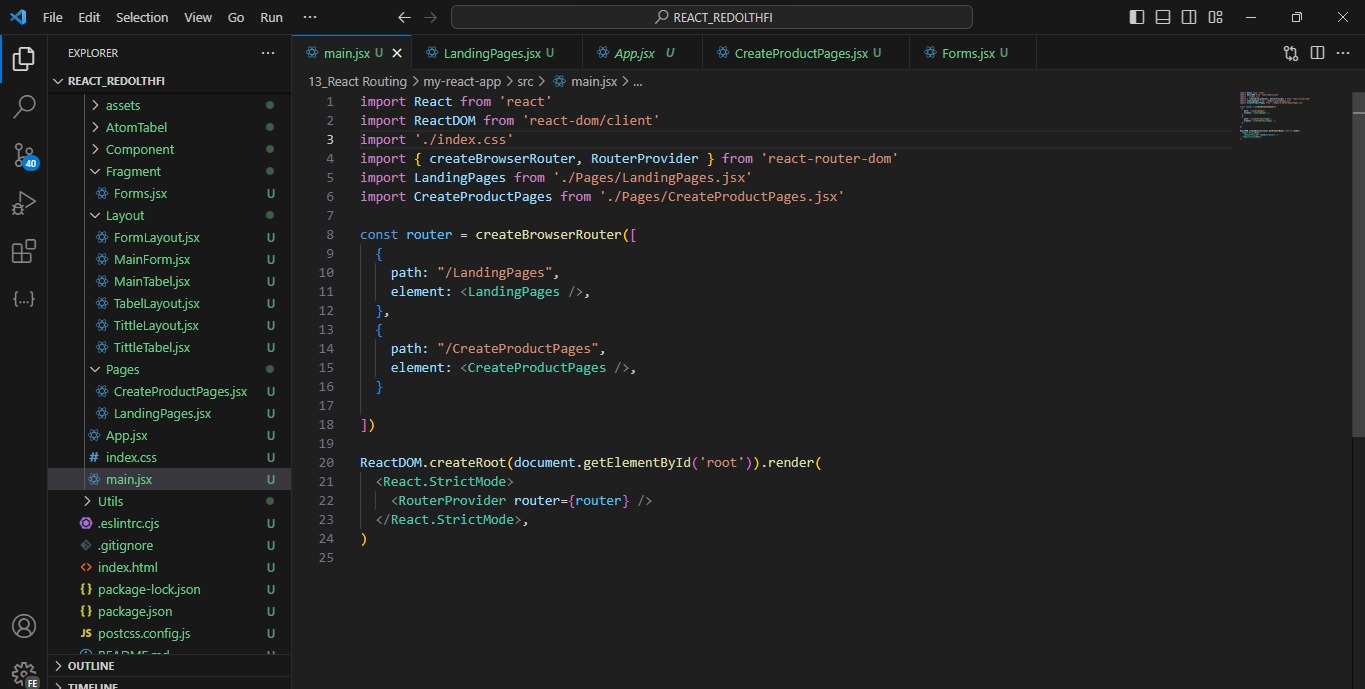 File Edit Selection View Go Run ··· REACT_REDOLTHFI
EXPLORER ···
REACT_REDOLTHFI
assets
AtomTabel
Component
Fragment
Forms.jsx U
Layout
FormLayout.jsx U
MainForm.jsx U
MainTabel.jsx U
TabelLayout.jsx U
TittleLayout.jsx U
TittleTabel.jsx U
Pages
CreateProductPages.jsx U
LandingPages.jsx U
App.jsx U
# index.css U
main.jsx U
Utils
.eslintrc.cjs U
.gitignore U
<> index.html U
{} package-lock.json U
{} package.json U
JS postcss.config.js U
README.md
OUTLINE
TIMELINE
40
FE
main.jsx U LandingPages.jsx U App.jsx U CreateProductPages.jsx U Forms.jsx U
13_React Routing > my-react-app > src > main.jsx > ...
1 import React from 'react'
2 import ReactDOM from 'react-dom/client'
3 import './index.css'
4 import { createBrowserRouter, RouterProvider } from 'react-router-dom'
5 import LandingPages from './Pages/LandingPages.jsx'
6 import CreateProductPages from './Pages/CreateProductPages.jsx'
7
8 const router = createBrowserRouter([
9 {
10 path: "/LandingPages",
11 element: <LandingPages />,
12 },
13 {
14 path: "/CreateProductPages",
15 element: <CreateProductPages />,
16 }
17
18 ])
19
20 ReactDOM.createRoot(document.getElementById('root')).render(
21 <React.StrictMode>
22 <RouterProvider router={router} />
23 </React.StrictMode>,
24 )
25